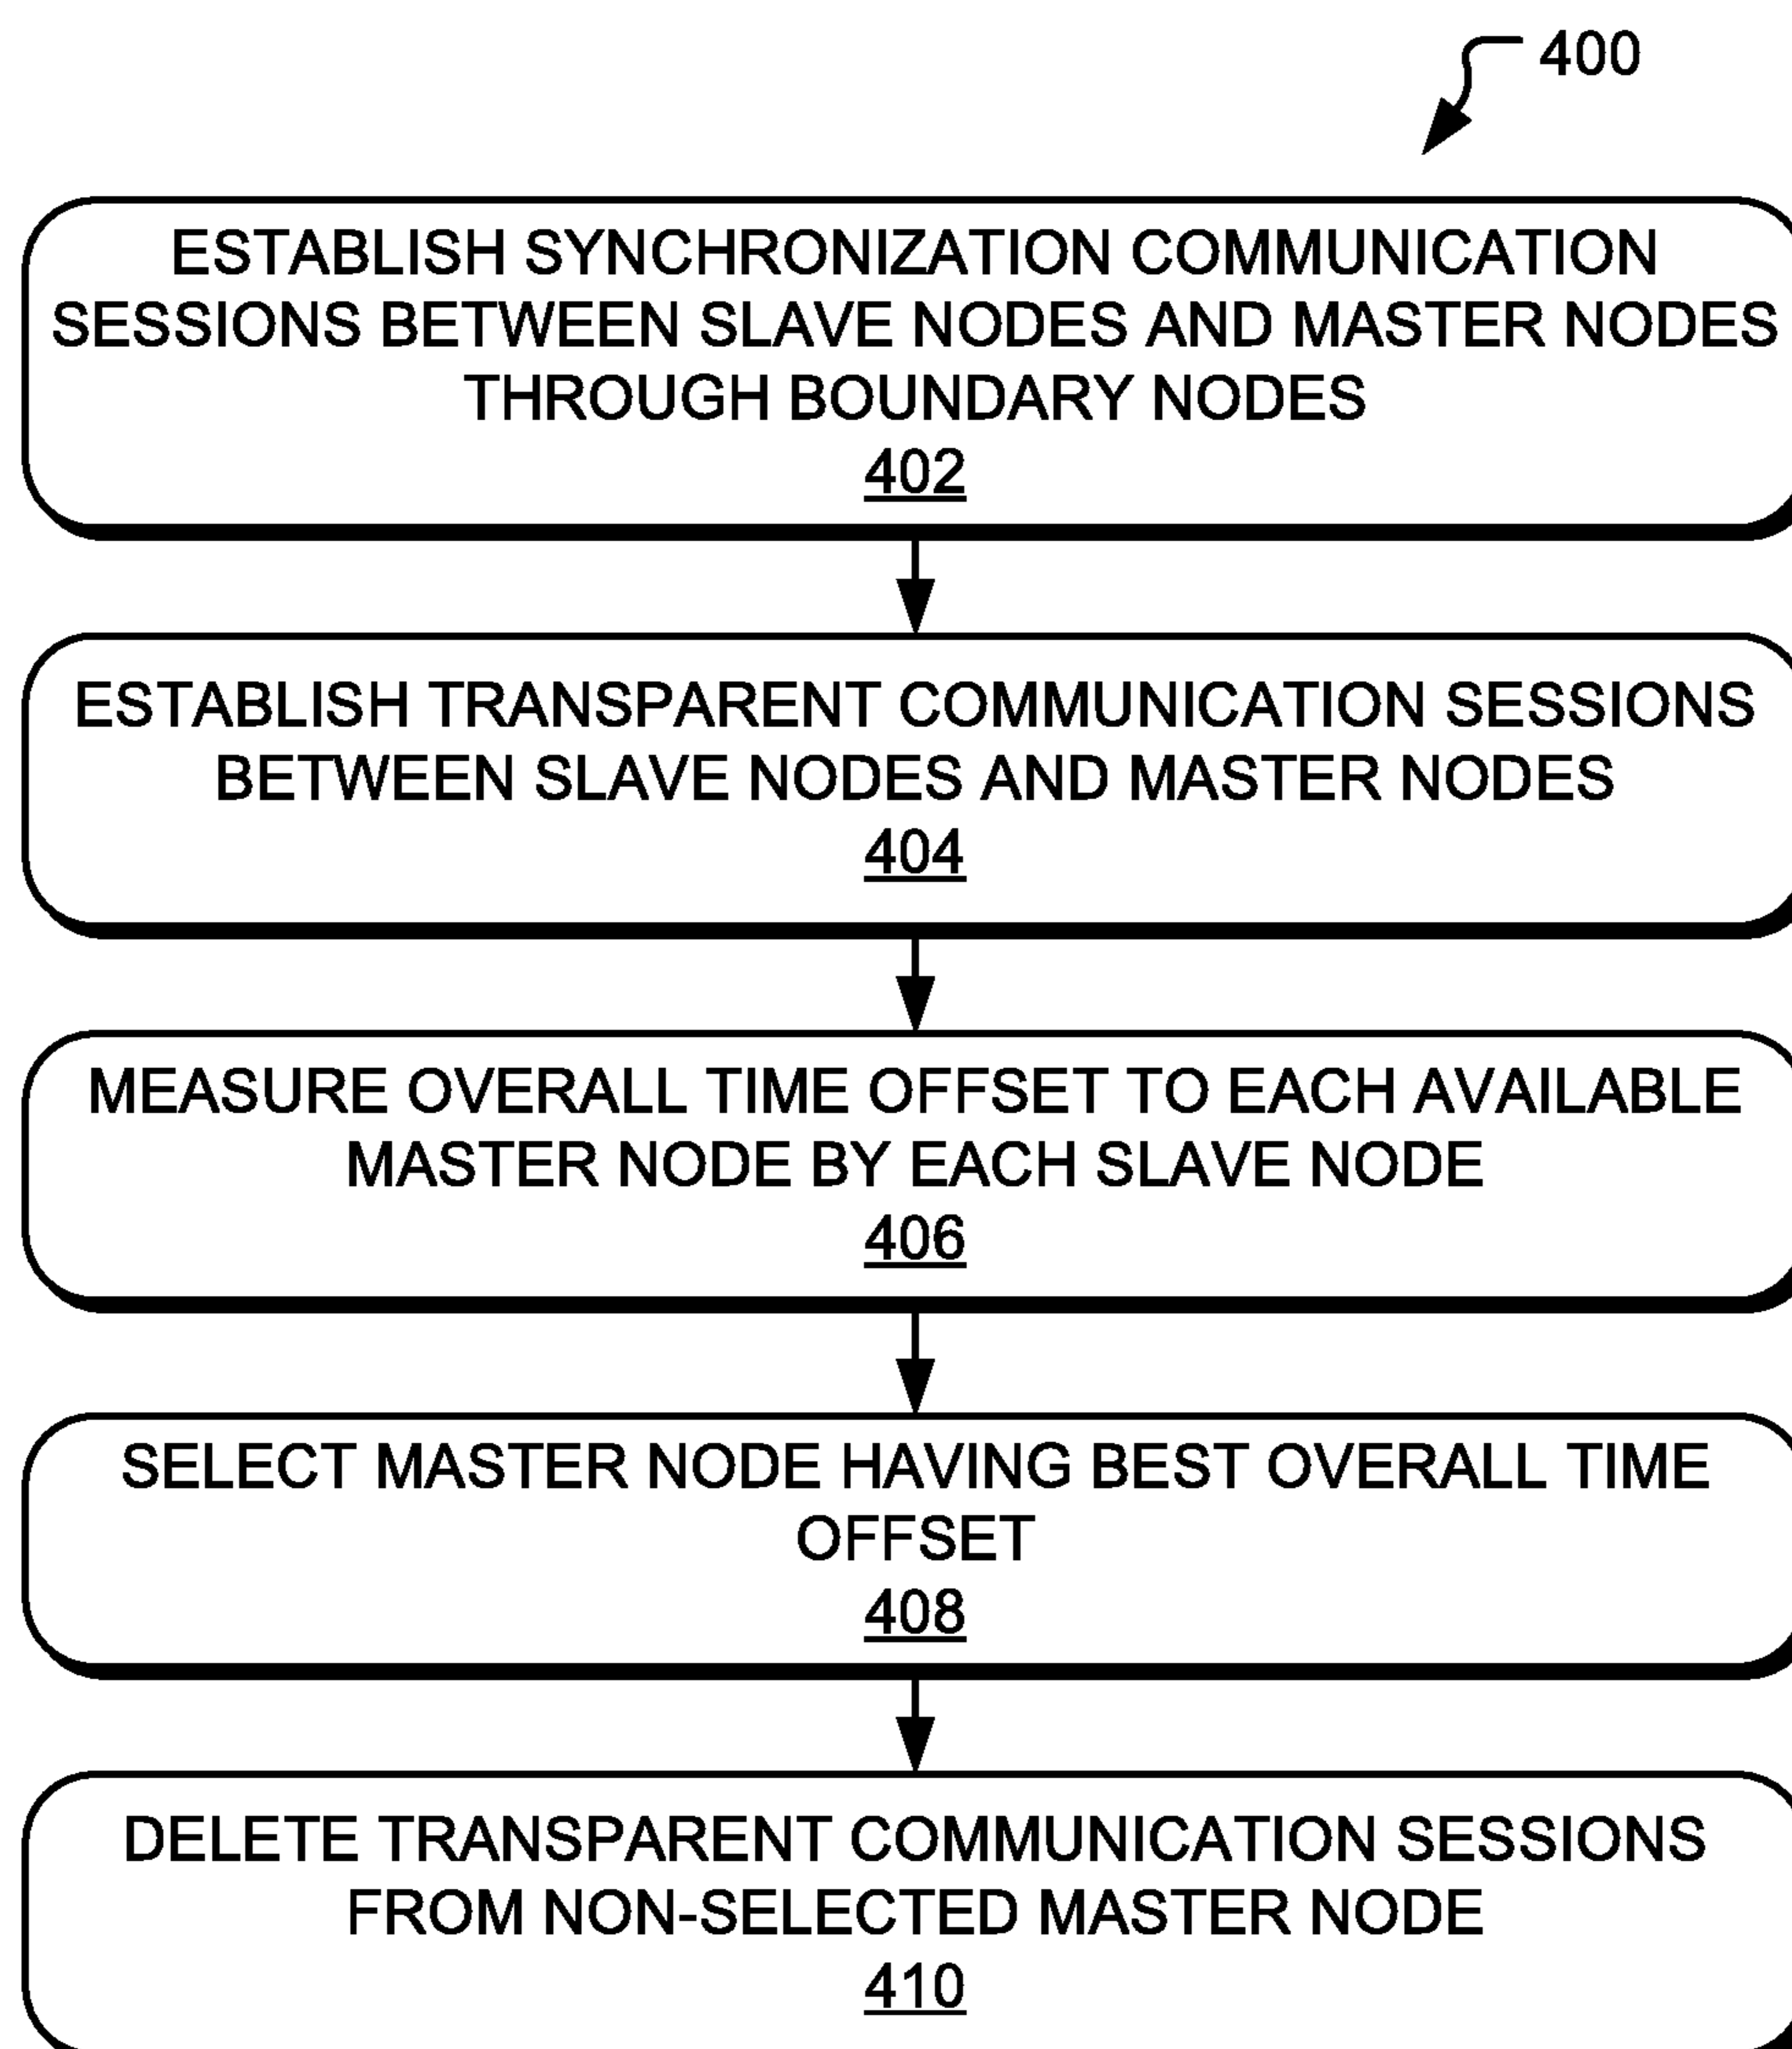 400
ESTABLISH SYNCHRONIZATION COMMUNICATION
SESSIONS BETWEEN SLAVE NODES AND MASTER NODES
THROUGH BOUNDARY NODES
402
ESTABLISH TRANSPARENT COMMUNICATION SESSIONS
BETWEEN SLAVE NODES AND MASTER NODES
404
MEASURE OVERALL TIME OFFSET TO EACH AVAILABLE
MASTER NODE BY EACH SLAVE NODE
406
SELECT MASTER NODE HAVING BEST OVERALL TIME
OFFSET
408
DELETE TRANSPARENT COMMUNICATION SESSIONS
FROM NON-SELECTED MASTER NODE
410